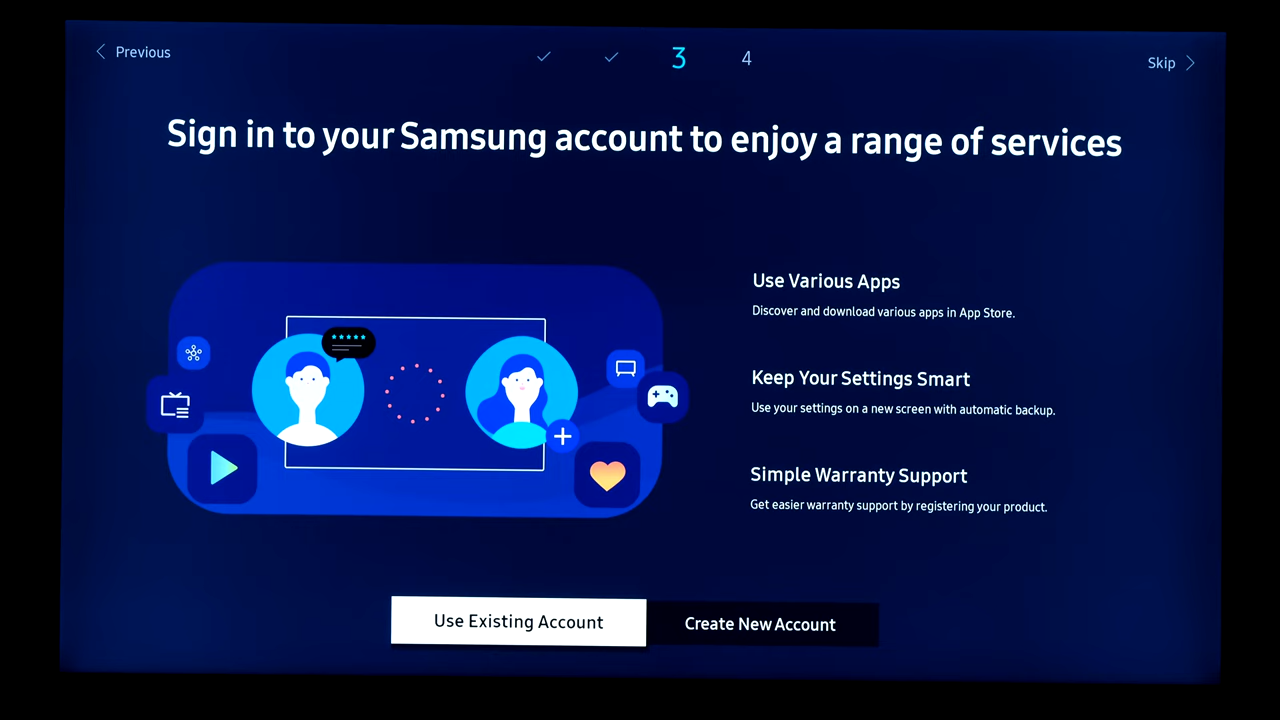 Previous
3
4
Skip
Sign in to your Samsung account to enjoy a range of services
Use Various Apps
Discover and download various apps in App Store.
Keep Your Settings Smart
Use your settings on a new screen with automatic backup.
Simple Warranty Support
Get easier warranty support by registering your product.
Use Existing Account
Create New Account